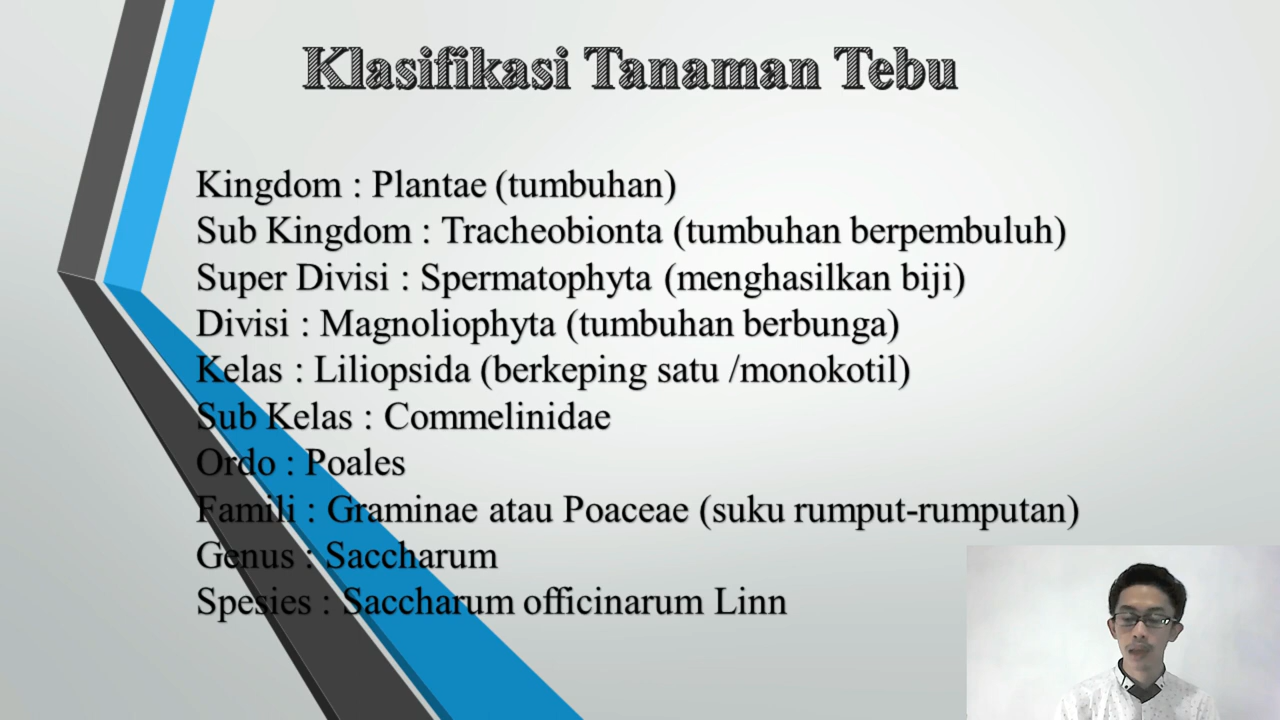 Klasifikasi Tanaman Tebu
Kingdom : Plantae (tumbuhan)
Sub Kingdom : Tracheobionta (tumbuhan berpembuluh)
Super Divisi : Spermatophyta (menghasilkan biji)
Divisi : Magnoliophyta (tumbuhan berbunga)
Kelas : Liliopsida (berkeping satu /monokotil)
Sub Kelas : Commelinidae
Ordo : Poales
Famili : Graminae atau Poaceae (suku rumput-rumputan)
Genus : Saccharum
Spesies : Saccharum officinarum Linn